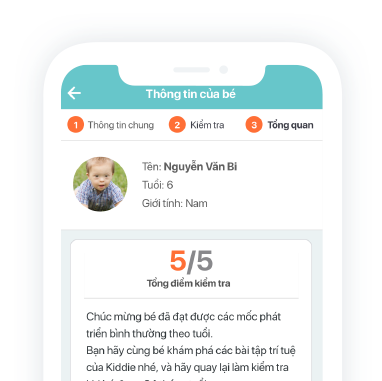 Thông tin của bé
1 Thông tin chung 2 Kiểm tra 3 Tổng quan
Tên: Nguyễn Văn Bi
Tuổi: 6
Giới tính: Nam
5/5
Tổng điểm kiểm tra
Chúc mừng bé đã đạt được các mốc phát
triển bình thường theo tuổi.
Bạn hãy cùng bé khám phá các bài tập trí tuệ
của Kiddie nhé, và hãy quay lại làm kiểm tra